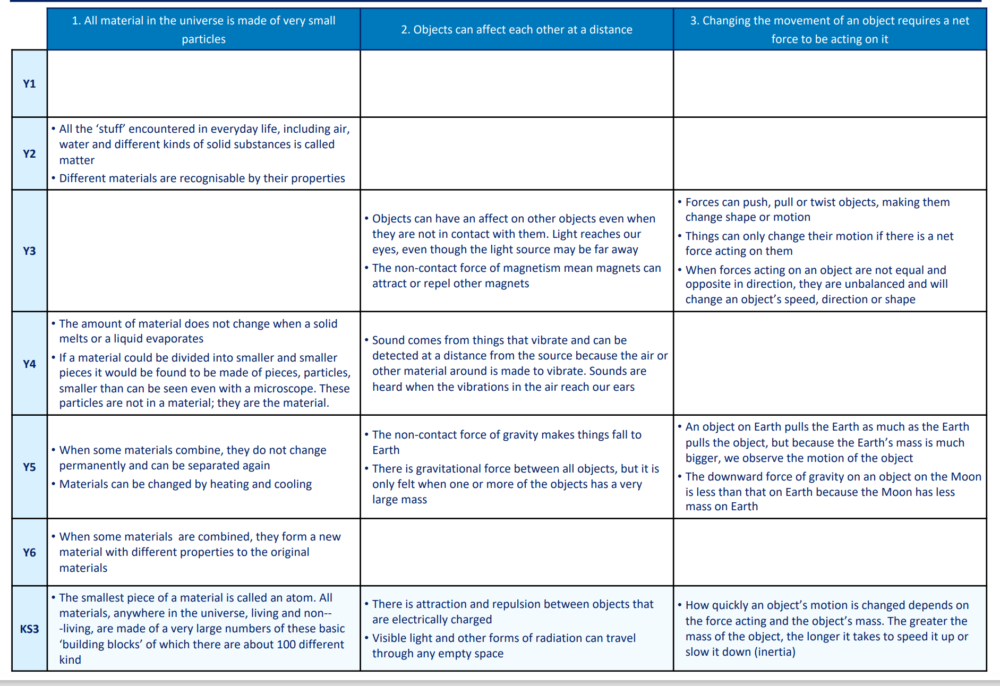 1. All material in the universe is made of very small
particles
2. Objects can affect each other at a distance
3. Changing the movement of an object requires a net
force to be acting on it
Y1
Y2
• All the ‘stuff’ encountered in everyday life, including air,
water and different kinds of solid substances is called
matter
• Different materials are recognisable by their properties
Y3
• Objects can have an affect on other objects even when
they are not in contact with them. Light reaches our
eyes, even though the light source may be far away
• The non-contact force of magnetism mean magnets can
attract or repel other magnets
• Forces can push, pull or twist objects, making them
change shape or motion
• Things can only change their motion if there is a net
force acting on them
• When forces acting on an object are not equal and
opposite in direction, they are unbalanced and will
change an object’s speed, direction or shape
Y4
• The amount of material does not change when a solid
melts or a liquid evaporates
• If a material could be divided into smaller and smaller
pieces it would be found to be made of pieces, particles,
smaller than can be seen even with a microscope. These
particles are not in a material; they are the material.
• Sound comes from things that vibrate and can be
detected at a distance from the source because the air or
other material around is made to vibrate. Sounds are
heard when the vibrations in the air reach our ears
Y5
• When some materials combine, they do not change
permanently and can be separated again
• Materials can be changed by heating and cooling
• The non-contact force of gravity makes things fall to
Earth
• There is gravitational force between all objects, but it is
only felt when one or more of the objects has a very
large mass
• An object on Earth pulls the Earth as much as the Earth
pulls the object, but because the Earth’s mass is much
bigger, we observe the motion of the object
• The downward force of gravity on an object on the Moon
is less than that on Earth because the Moon has less
mass on Earth
Y6
• When some materials  are combined, they form a new
material with different properties to the original
materials
KS3
• The smallest piece of a material is called an atom. All
materials, anywhere in the universe, living and non--
-living, are made of a very large numbers of these basic
‘building blocks’ of which there are about 100 different
kind
• There is attraction and repulsion between objects that
are electrically charged
• Visible light and other forms of radiation can travel
through any empty space
• How quickly an object’s motion is changed depends on
the force acting and the object’s mass. The greater the
mass of the object, the longer it takes to speed it up or
slow it down (inertia)